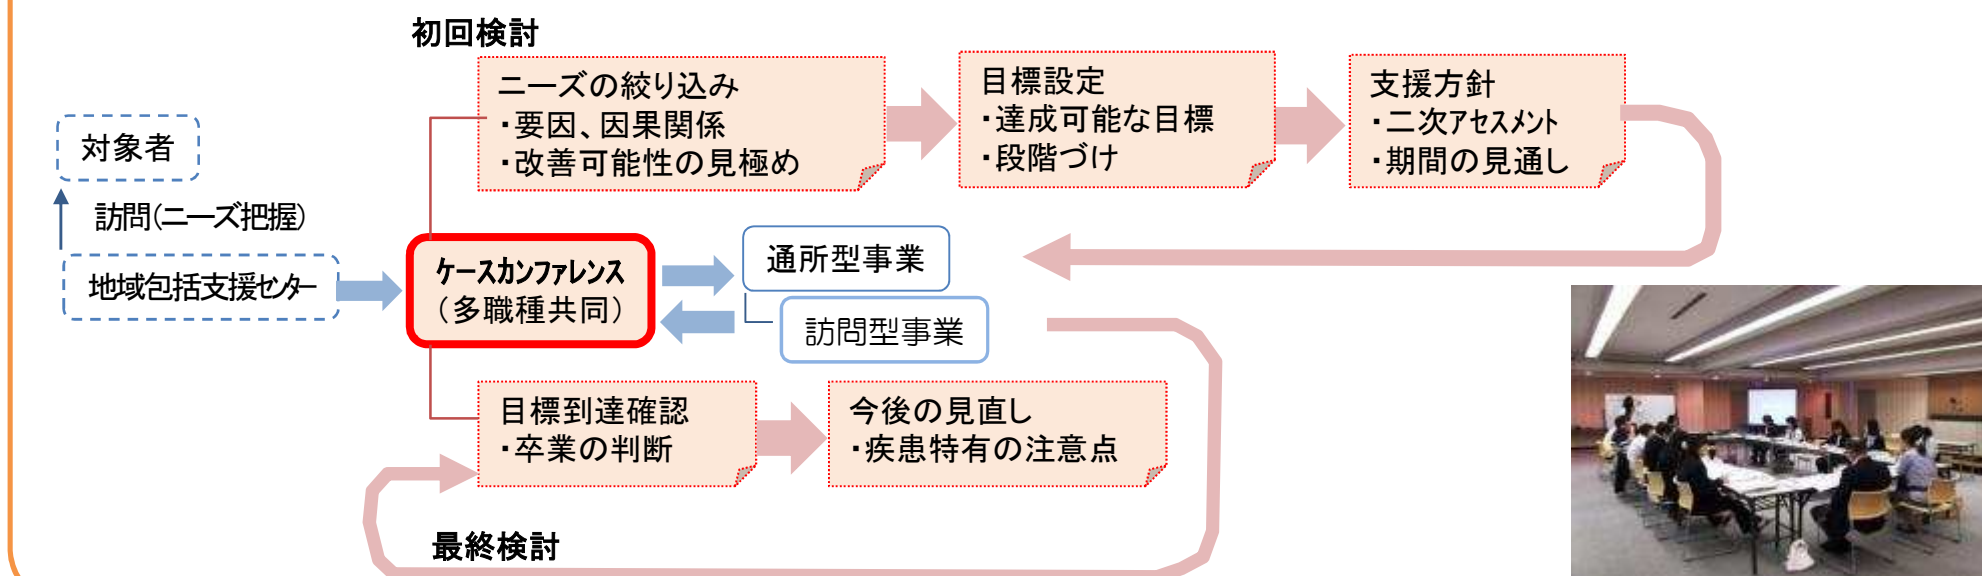 初回検討
ニーズの絞り込み
・要因、因果関係
・改善可能性の見極め
目標設定
・達成可能な目標
・段階づけ
支援方針
・二次アセスメント
・期間の見通し
対象者
訪問(ニーズ把握)
地域包括支援センター
ケースカンファレンス
（多職種共同）
通所型事業
訪問型事業
目標到達確認
・卒業の判断
今後の見直し
・疾患特有の注意点
最終検討